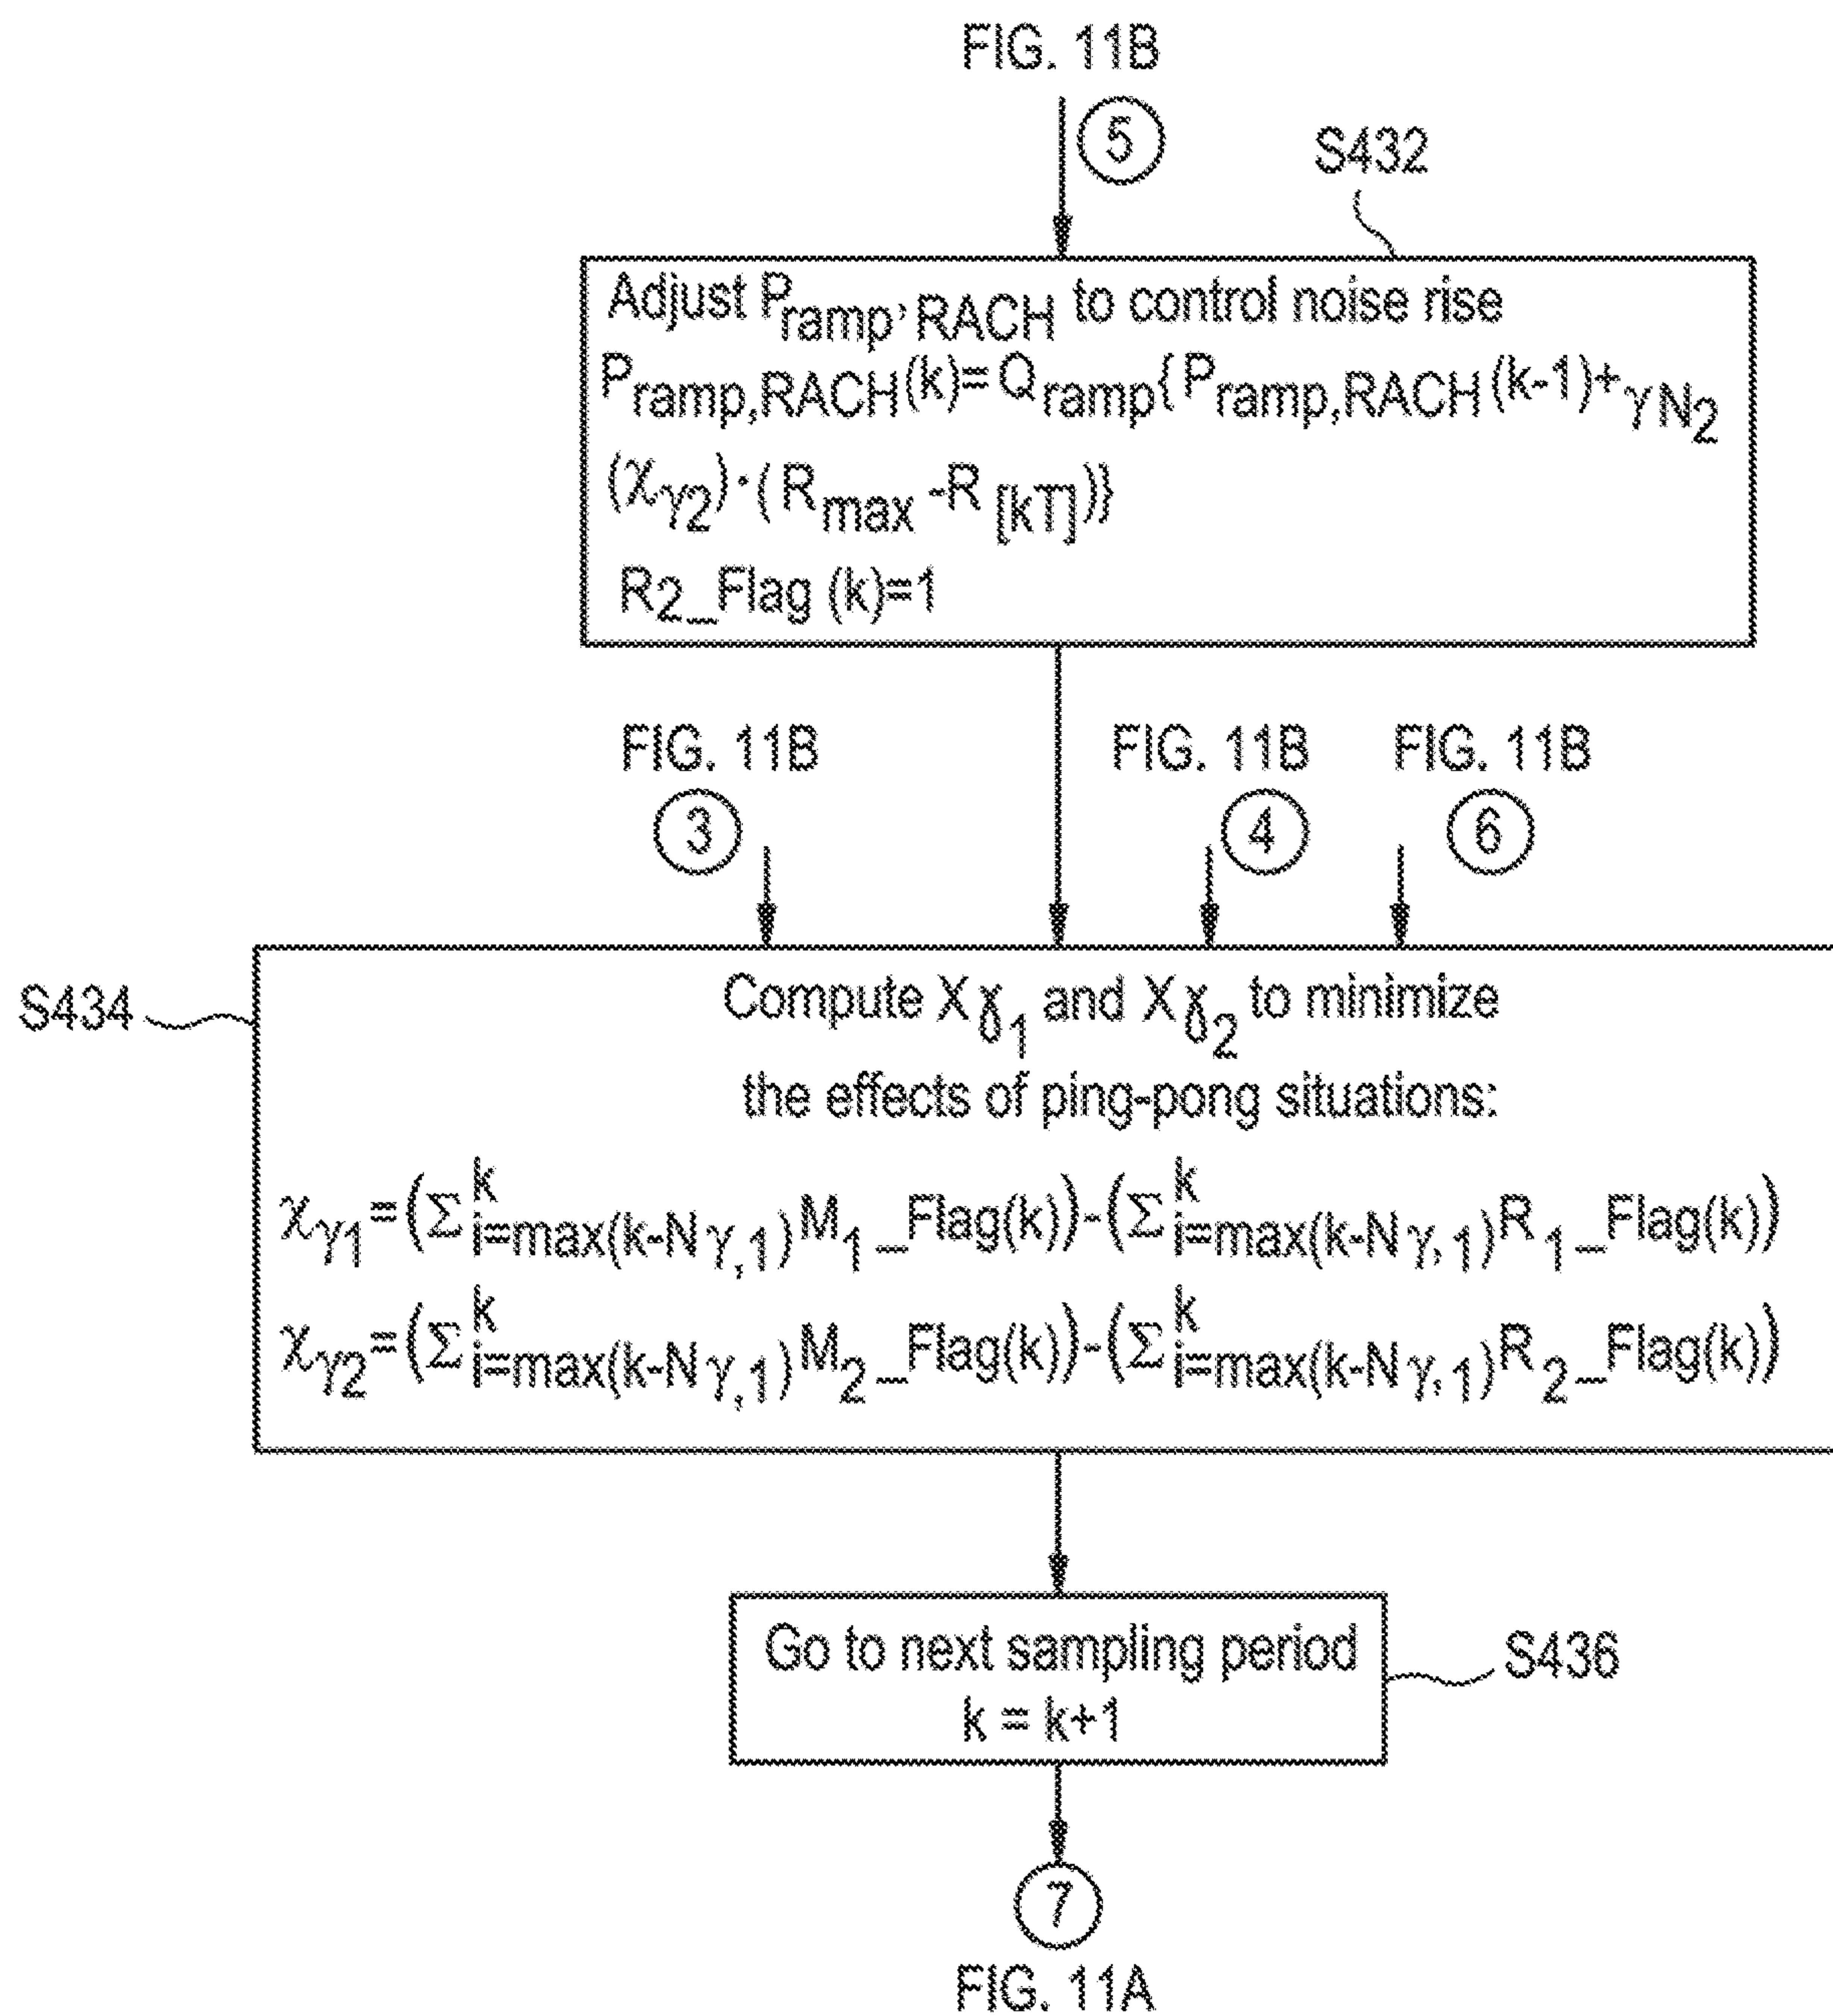 FIG. 11B
5
S432
Adjust P_ramp, RACH to control noise rise
P_ramp,RACH(k)=Q_ramp{P_ramp,RACH(k-1)+γN_2
(χ_γ2)·(R_max-R_[kT])}
R_2_Flag (k)=1
FIG. 11B FIG. 11B FIG. 11B
3 4 6
S434
Compute X_ɣ1 and X_ɣ2 to minimize
the effects of ping-pong situations:
χ_γ1=(Σ^k_i=max(k-Nγ,1) M_1_Flag(k))-(Σ^k_i=max(k-Nγ,1) R_1_Flag(k))
χ_γ2=(Σ^k_i=max(k-Nγ,1) M_2_Flag(k))-(Σ^k_i=max(k-Nγ,1) R_2_Flag(k))
Go to next sampling period
k = k+1
S436
7
FIG. 11A